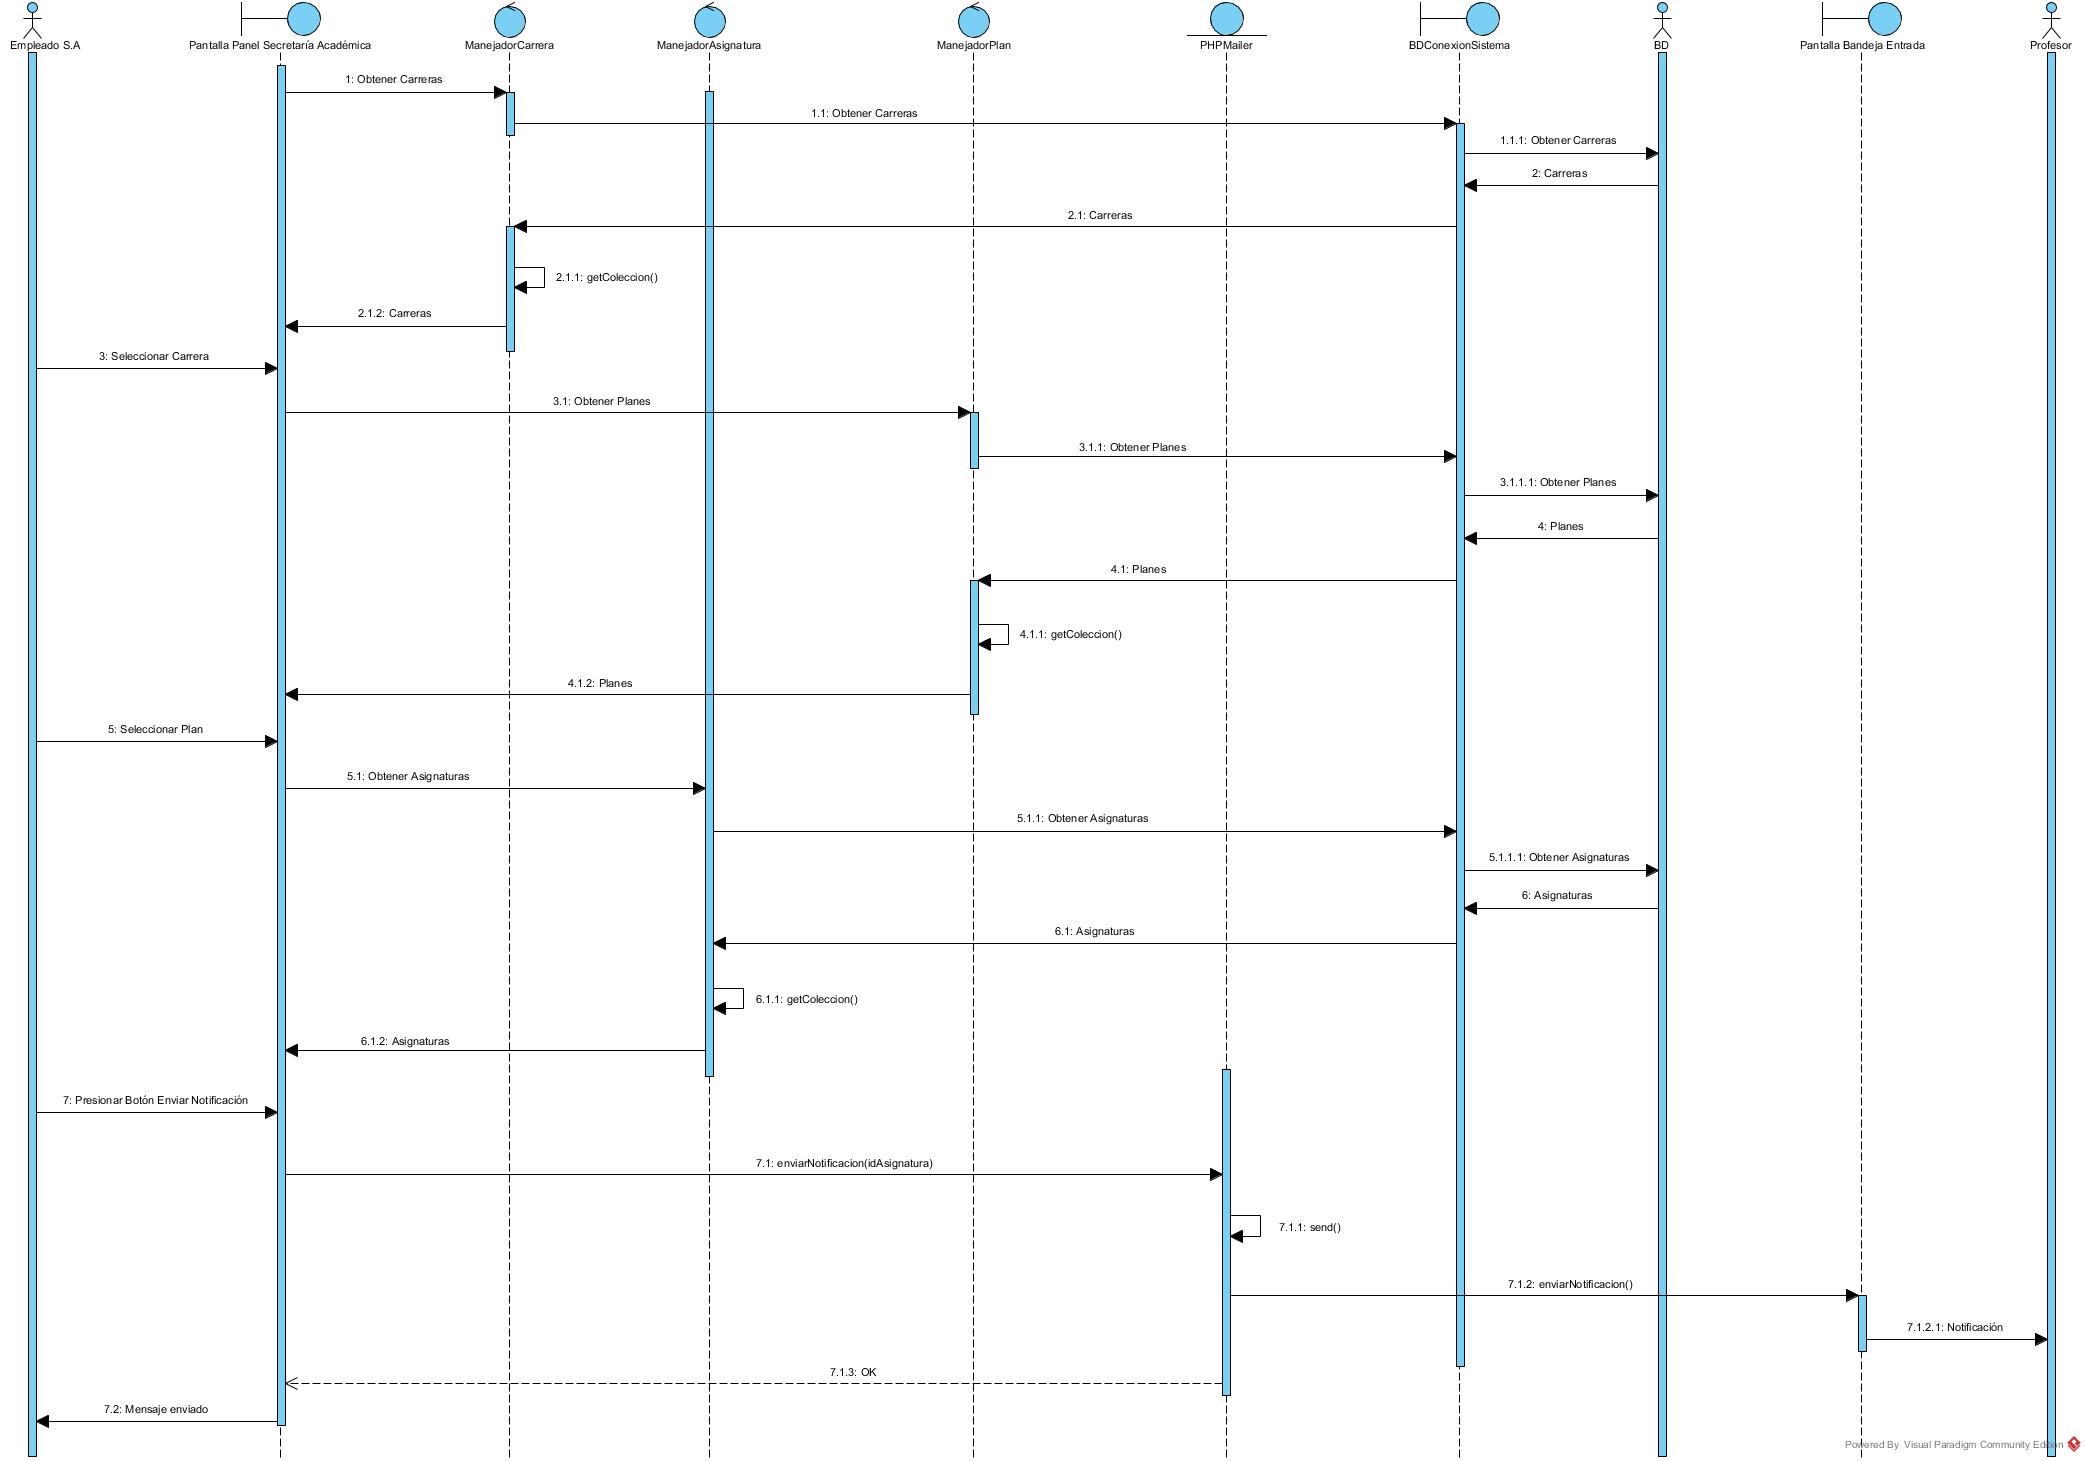 Empleado S.A
Pantalla Panel Secretaría Académica
ManejadorCarrera
ManejadorAsignatura
ManejadorPlan
PHPMailer
BDConexionSistema
BD
Pantalla Bandeja Entrada
Profesor
1: Obtener Carreras
1.1: Obtener Carreras
1.1.1: Obtener Carreras
2: Carreras
2.1: Carreras
2.1.1: getColeccion()
2.1.2: Carreras
3: Seleccionar Carrera
3.1: Obtener Planes
3.1.1: Obtener Planes
3.1.1.1: Obtener Planes
4: Planes
4.1: Planes
4.1.1: getColeccion()
4.1.2: Planes
5: Seleccionar Plan
5.1: Obtener Asignaturas
5.1.1: Obtener Asignaturas
5.1.1.1: Obtener Asignaturas
6: Asignaturas
6.1: Asignaturas
6.1.1: getColeccion()
6.1.2: Asignaturas
7: Presionar Botón Enviar Notificación
7.1: enviarNotificacion(idAsignatura)
7.1.1: send()
7.1.2: enviarNotificacion()
7.1.2.1: Notificación
7.1.3: OK
7.2: Mensaje enviado
Powered By Visual Paradigm Community Edition